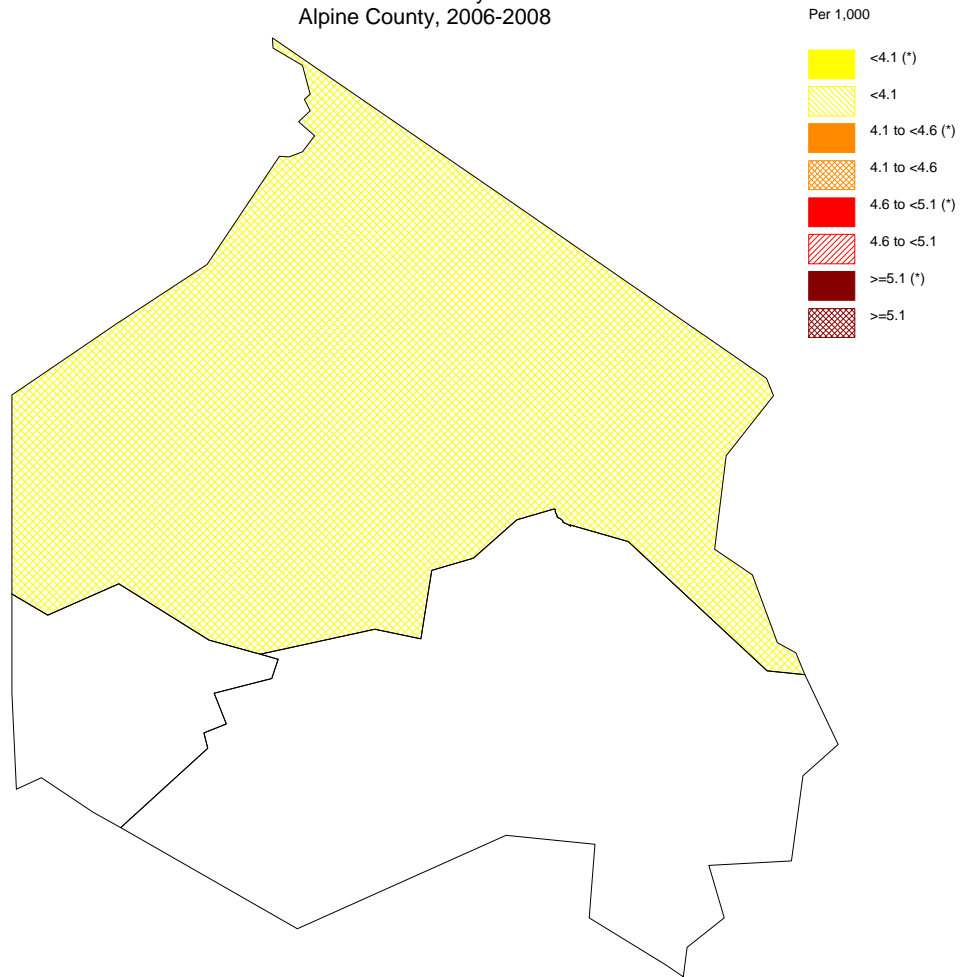 Alpine County, 2006-2008
Per 1,000
<4.1 (*)
<4.1
4.1 to <4.6 (*)
4.1 to <4.6
4.6 to <5.1 (*)
4.6 to <5.1
>=5.1 (*)
>=5.1